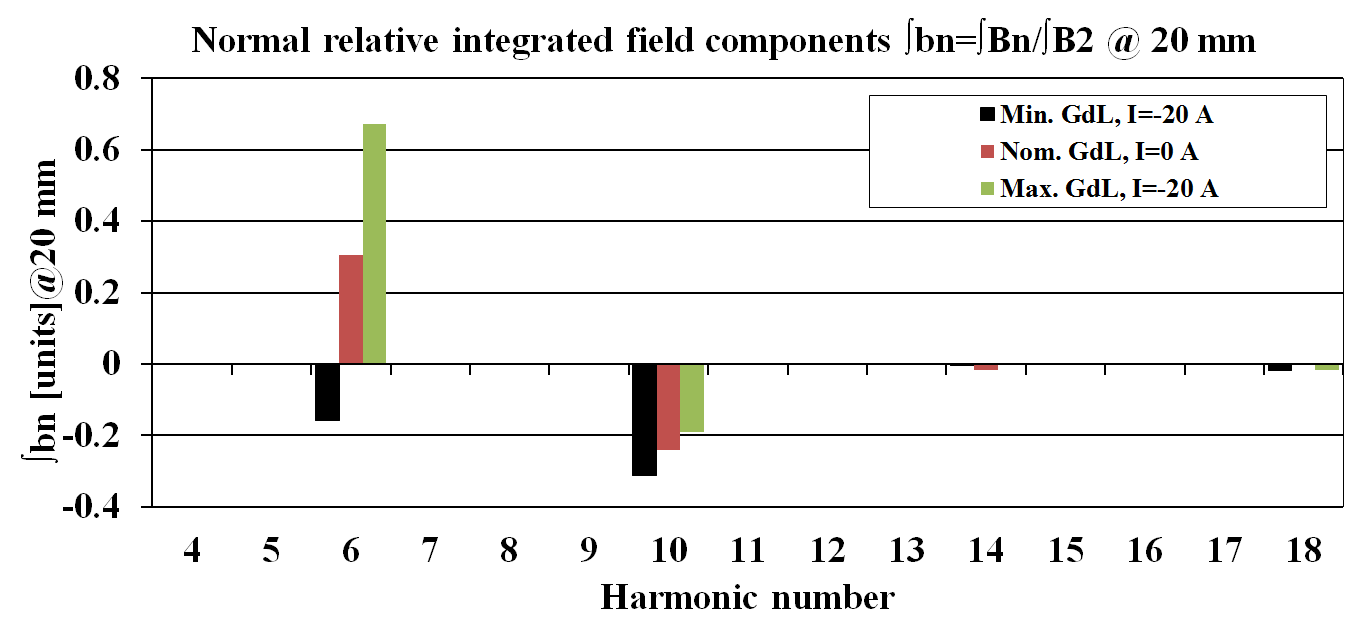 Normal relative integrated field components ∫bn=∫Bn/∫B2 @ 20 mm
Min. GdL, I=-20 A
Nom. GdL, I=0 A
Max. GdL, I=-20 A
∫bn [units]@20 mm
0.8
0.6
0.4
0.2
0
-0.2
-0.4
4 5 6 7 8 9 10 11 12 13 14 15 16 17 18
Harmonic number